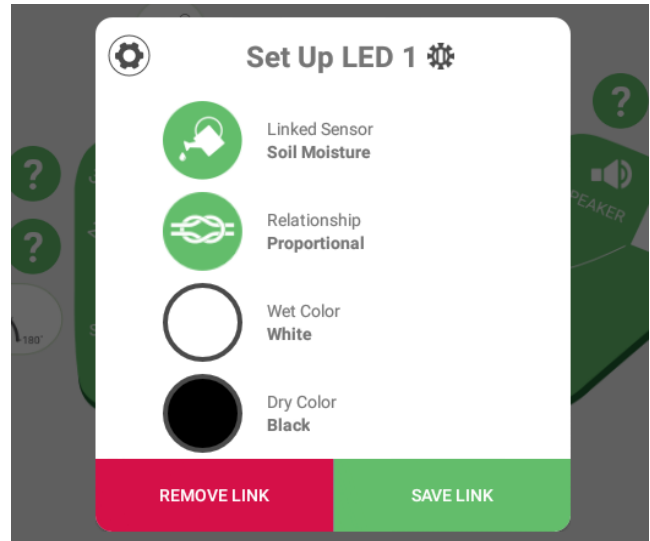 Set Up LED 1
Linked Sensor
Soil Moisture
Relationship
Proportional
Wet Color
White
Dry Color
Black
REMOVE LINK
SAVE LINK
?
?
?
SPEAKER
180°